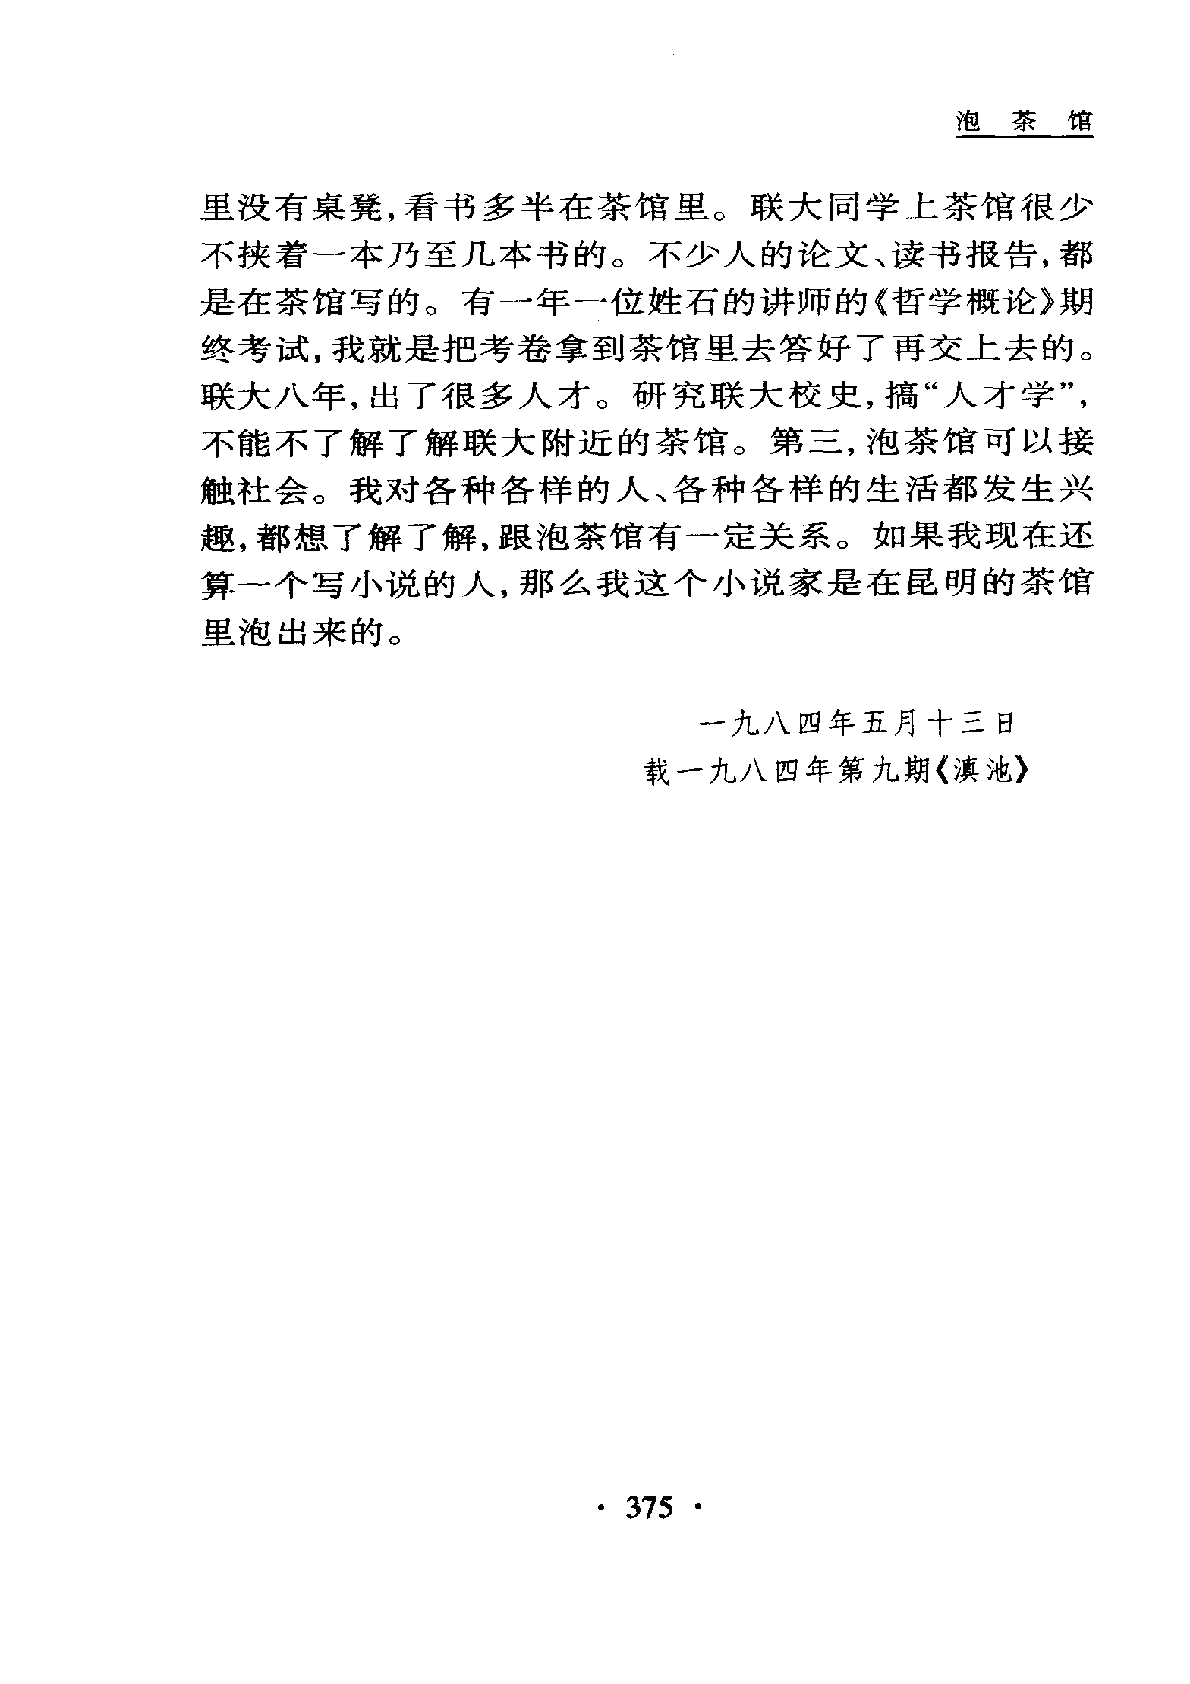 泡茶馆
里没有桌凳,看书多半在茶馆里。联大同学上茶馆很少
不挟着一本乃至几本书的。不少人的论文、读书报告,都
是在茶馆写的。有一年一位姓石的讲师的《哲学概论》期
终考试,我就是把考卷拿到茶馆里去答好了再交上去的。
联大八年,出了很多人才。研究联大校史,搞“人才学”,
不能不了解了解联大附近的茶馆。第三,泡茶馆可以接
触社会。我对各种各样的人、各种各样的生活都发生兴
趣,都想了解了解,跟泡茶馆有一定关系。如果我现在还
算一个写小说的人,那么我这个小说家是在昆明的茶馆
里泡出来的。
一九八四年五月十三日
载一九八四年第九期《滇池》
· 375 ·